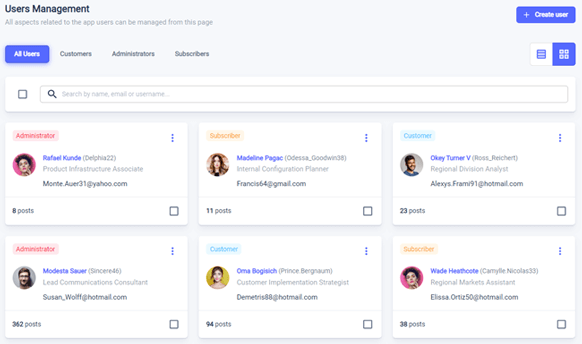 Users Management
All aspects related to the app users can be managed from this page
+ Create user
All Users Customers Administrators Subscribers
Search by name, email or username...
Administrator
Rafael Kunde (Delphia22)
Product Infrastructure Associate
Monte.Auer31@yahoo.com
8 posts
Subscriber
Madeline Pagac (Odessa_Goodwin38)
Internal Configuration Planner
Francis64@gmail.com
11 posts
Customer
Okey Turner V (Ross_Reichert)
Regional Division Analyst
Alexys.Frami91@hotmail.com
23 posts
Administrator
Modesta Sauer (Sincere46)
Lead Communications Consultant
Susan_Wolff@hotmail.com
362 posts
Customer
Oma Bogisich (Prince.Bergnaum)
Customer Implementation Strategist
Demetris88@hotmail.com
94 posts
Subscriber
Wade Heathcote (Camylle.Nicolas33)
Regional Markets Assistant
Elissa.Ortiz50@hotmail.com
38 posts